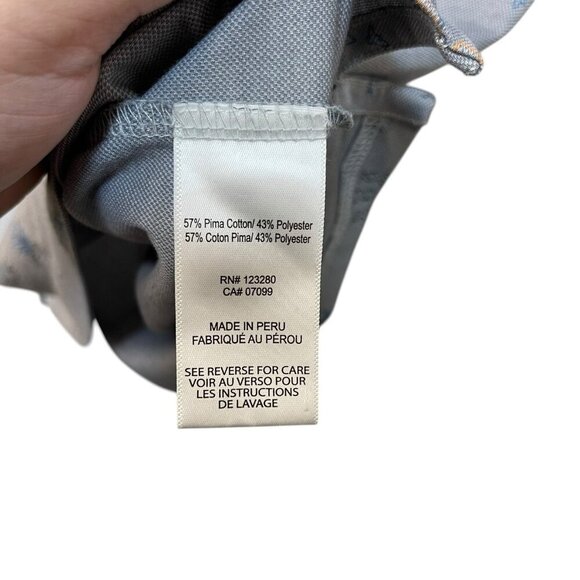 57% Pima Cotton/ 43% Polyester
57% Coton Pima/ 43% Polyester
RN# 123280
CA# 07099
MADE IN PERU
FABRIQUÉ AU PÉROU
SEE REVERSE FOR CARE
VOIR AU VERSO POUR
LES INSTRUCTIONS
DE LAVAGE